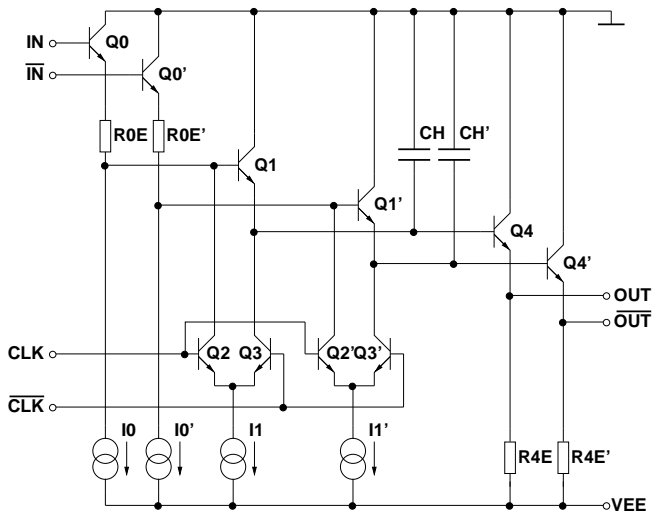 IN Q0
IN Q0'
R0E R0E' CH CH'
Q1
Q1'
Q4
Q4'
OUT
OUT
CLK Q2 Q3 Q2' Q3'
CLK
I0 I0' I1 I1'
R4E R4E'
VEE